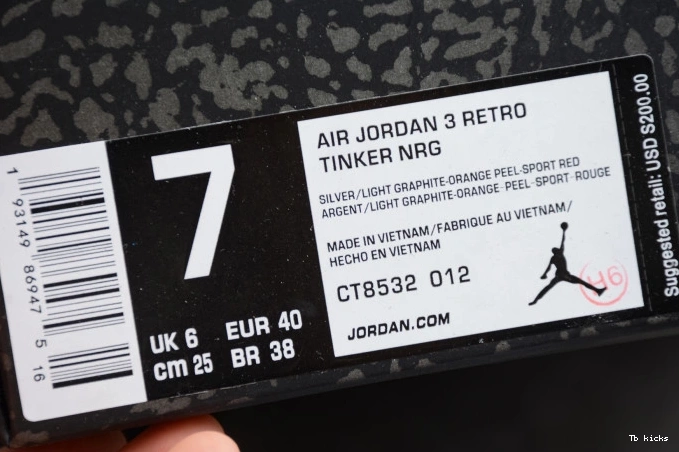 1 93149 86947 5 16
7
UK 6 EUR 40
cm 25 BR 38
AIR JORDAN 3 RETRO
TINKER NRG
SILVER/LIGHT GRAPHITE-ORANGE PEEL-SPORT RED
ARGENT/LIGHT GRAPHITE-ORANGE-PEEL-SPORT-ROUGE
MADE IN VIETNAM/FABRIQUE AU VIETNAM/
HECHO EN VIETNAM
CT8532 012
JORDAN.COM
H6
Suggested retail: USD $200.00
Tb kicks